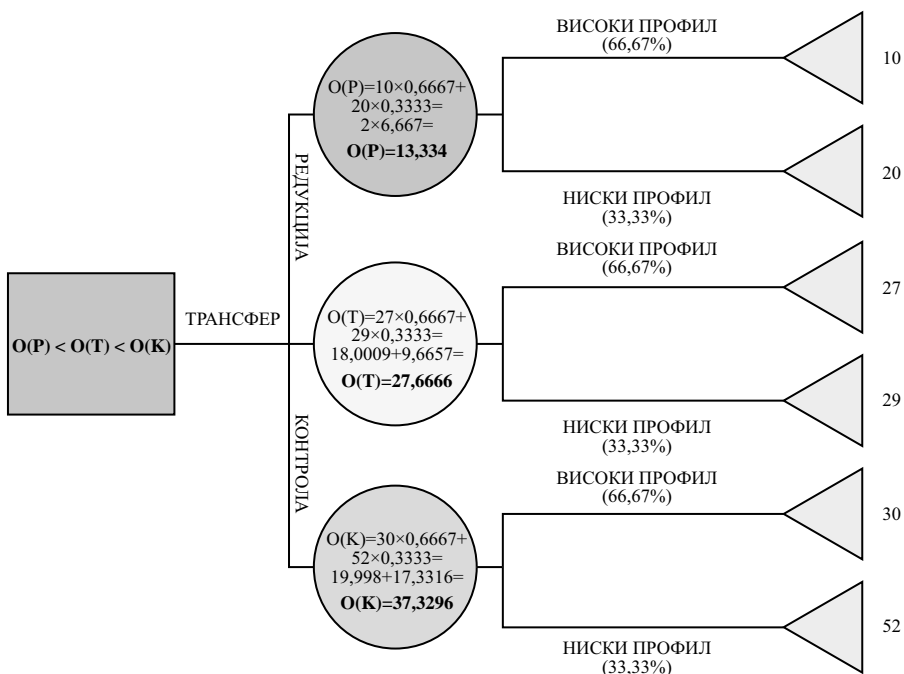 ВИСОКИ ПРОФИЛ
(66,67%)
10
O(P)=10×0,6667+
20×0,3333=
2×6,667=
O(P)=13,334
20
НИСКИ ПРОФИЛ
(33,33%)
РЕДУКЦИЈА
ВИСОКИ ПРОФИЛ
(66,67%)
27
O(P) < O(T) < O(K)
ТРАНСФЕР
O(T)=27×0,6667+
29×0,3333=
18,0009+9,6657=
O(T)=27,6666
29
НИСКИ ПРОФИЛ
(33,33%)
КОНТРОЛА
ВИСОКИ ПРОФИЛ
(66,67%)
30
O(K)=30×0,6667+
52×0,3333=
19,998+17,3316=
O(K)=37,3296
52
НИСКИ ПРОФИЛ
(33,33%)